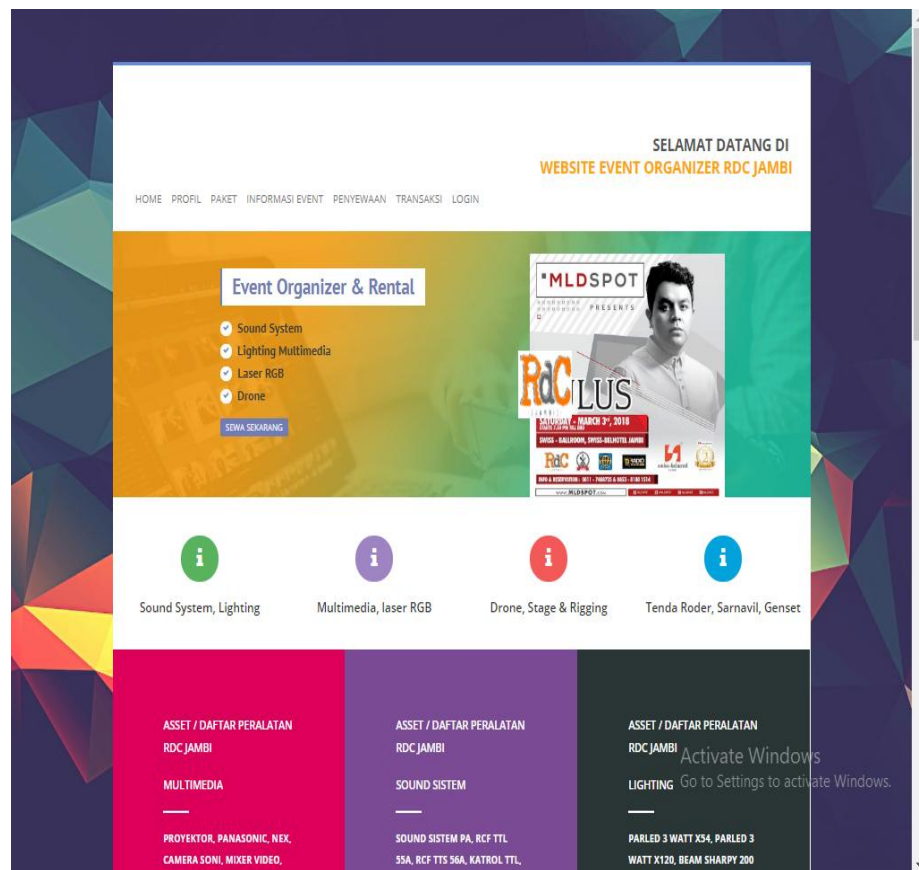 SELAMAT DATANG DI
WEBSITE EVENT ORGANIZER RDC JAMBI
HOME PROFIL PAKET INFORMASI EVENT PENYEWAAN TRANSAKSI LOGIN
Event Organizer & Rental
Sound System
Lighting Multimedia
Laser RGB
Drone
SEWA SEKARANG
MLDSPOT
PRESENTS
RdC
JAMBI
LUS
SATURDAY - MARCH 3rd, 2018
SWISS - BALLROOM, SWISS-BELHOTEL JAMBI
RdC
INFO & RESERVATION :
www.MLDSPOT.com
Sound System, Lighting
Multimedia, laser RGB
Drone, Stage & Rigging
Tenda Roder, Sarnavil, Genset
ASSET / DAFTAR PERALATAN
RDC JAMBI
MULTIMEDIA
PROYEKTOR, PANASONIC, NEX,
CAMERA SONI, MIXER VIDEO,
ASSET / DAFTAR PERALATAN
RDC JAMBI
SOUND SISTEM
SOUND SISTEM PA, RCF TTL
55A, RCF TTS 56A, KATROL TTL,
ASSET / DAFTAR PERALATAN
RDC JAMBI
LIGHTING
PARLED 3 WATT X54, PARLED 3
WATT X120, BEAM SHARPY 200
Activate Windows
Go to Settings to activate Windows.